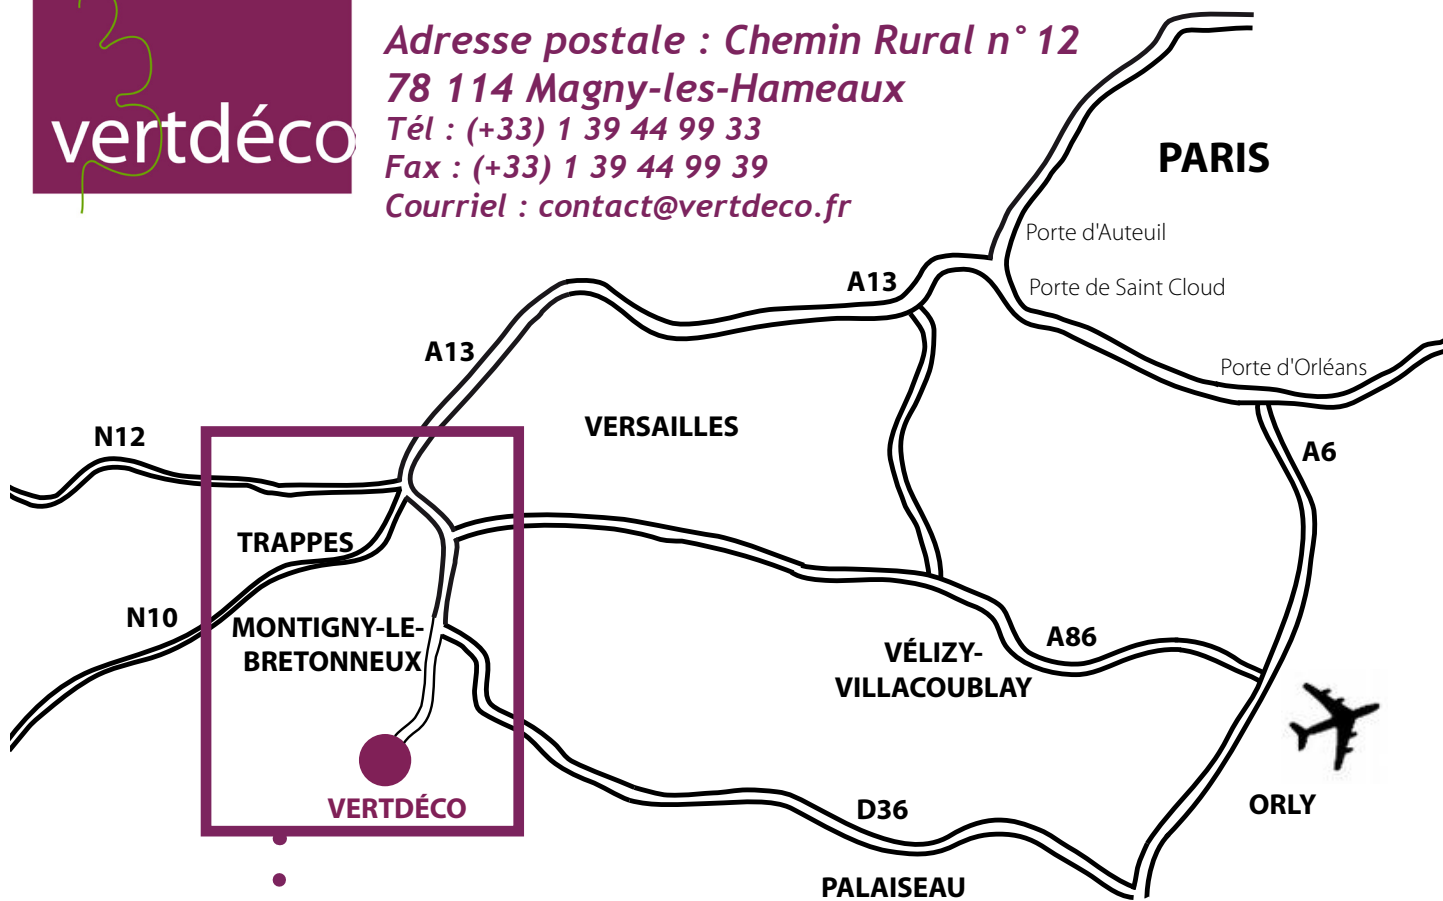 vertdéco
Adresse postale : Chemin Rural n° 12
78 114 Magny-les-Hameaux
Tél : (+33) 1 39 44 99 33
Fax : (+33) 1 39 44 99 39
Courriel : contact@vertdeco.fr
PARIS
Porte d'Auteuil
A13
Porte de Saint Cloud
A13
Porte d'Orléans
N12
VERSAILLES
A6
TRAPPES
N10
MONTIGNY-LE-
BRETONNEUX
A86
VÉLIZY-
VILLACOUBLAY
VERTDÉCO
D36
ORLY
PALAISEAU